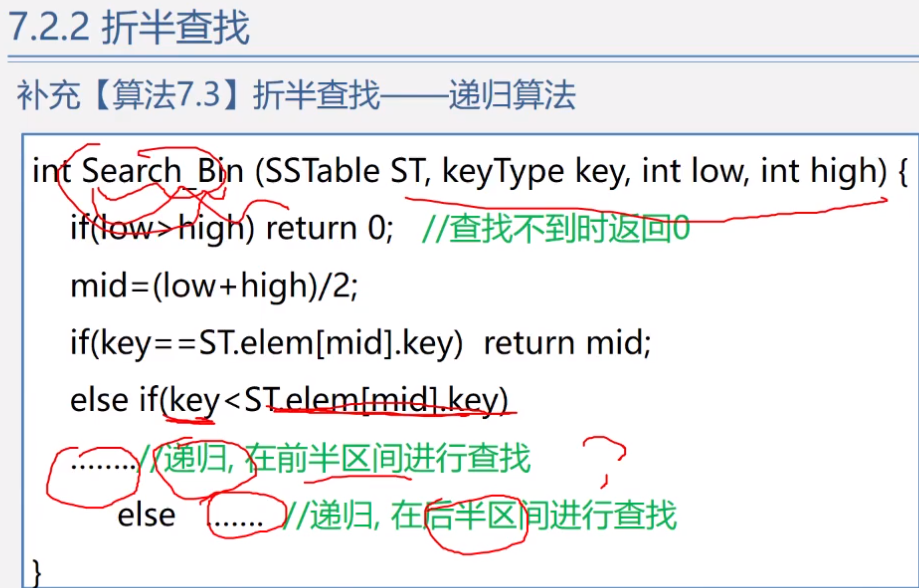 7.2.2 折半查找
补充【算法7.3】折半查找——递归算法
int Search_Bin (SSTable ST, keyType key, int low, int high) {
if(low>high) return 0; //查找不到时返回0
mid=(low+high)/2;
if(key==ST.elem[mid].key) return mid;
else if(key<ST.elem[mid].key)
........//递归, 在前半区间进行查找 ?
else ....... //递归, 在后半区间进行查找
}